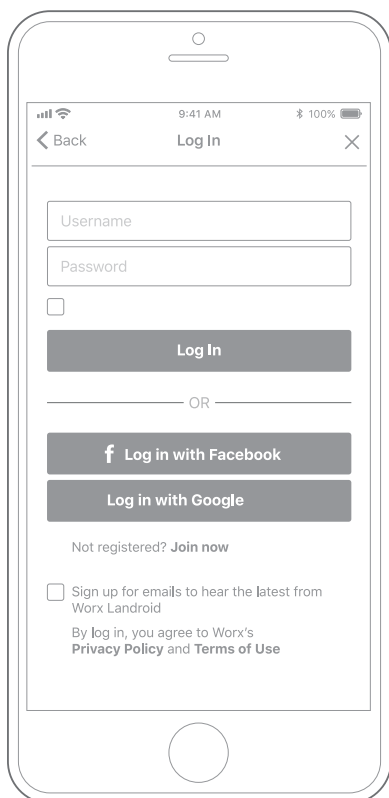 9:41 AM 100%
Back Log In
Username
Password
Log In
OR
f Log in with Facebook
Log in with Google
Not registered? Join now
Sign up for emails to hear the latest from
Worx Landroid
By log in, you agree to Worx's
Privacy Policy and Terms of Use